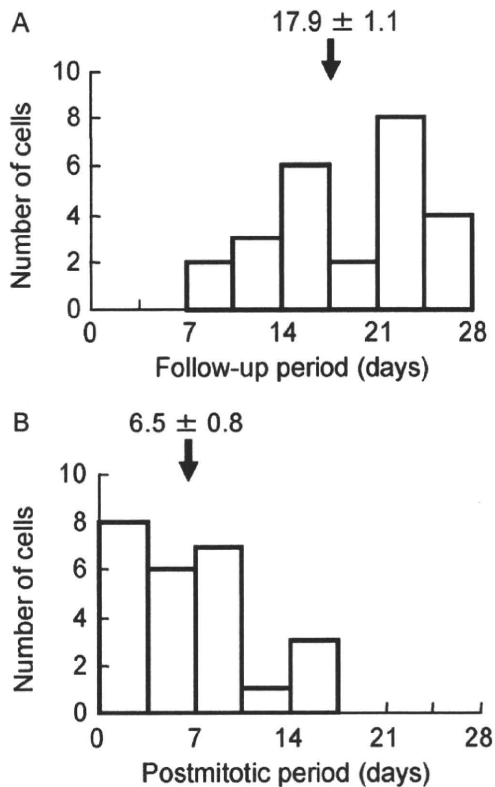 A
17.9 ± 1.1
10
8
6
4
2
0
Number of cells
0 7 14 21 28
Follow-up period (days)
B
6.5 ± 0.8
10
8
6
4
2
0
Number of cells
0 7 14 21 28
Postmitotic period (days)